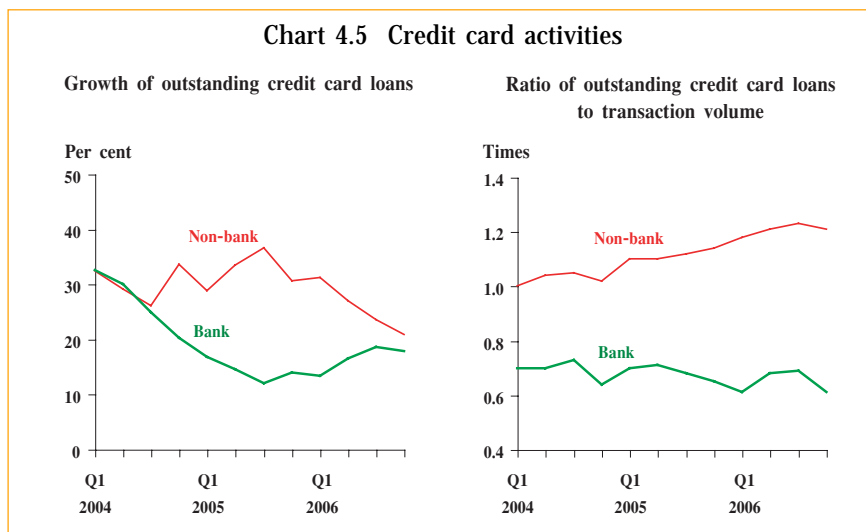 Chart 4.5 Credit card activities
Growth of outstanding credit card loans
Per cent
50
40
30
20
10
0
Non-bank
Bank
Q1 Q1 Q1
2004 2005 2006
Ratio of outstanding credit card loans
to transaction volume
Times
1.4
1.2
1.0
0.8
0.6
0.4
Non-bank
Bank
Q1 Q1 Q1
2004 2005 2006